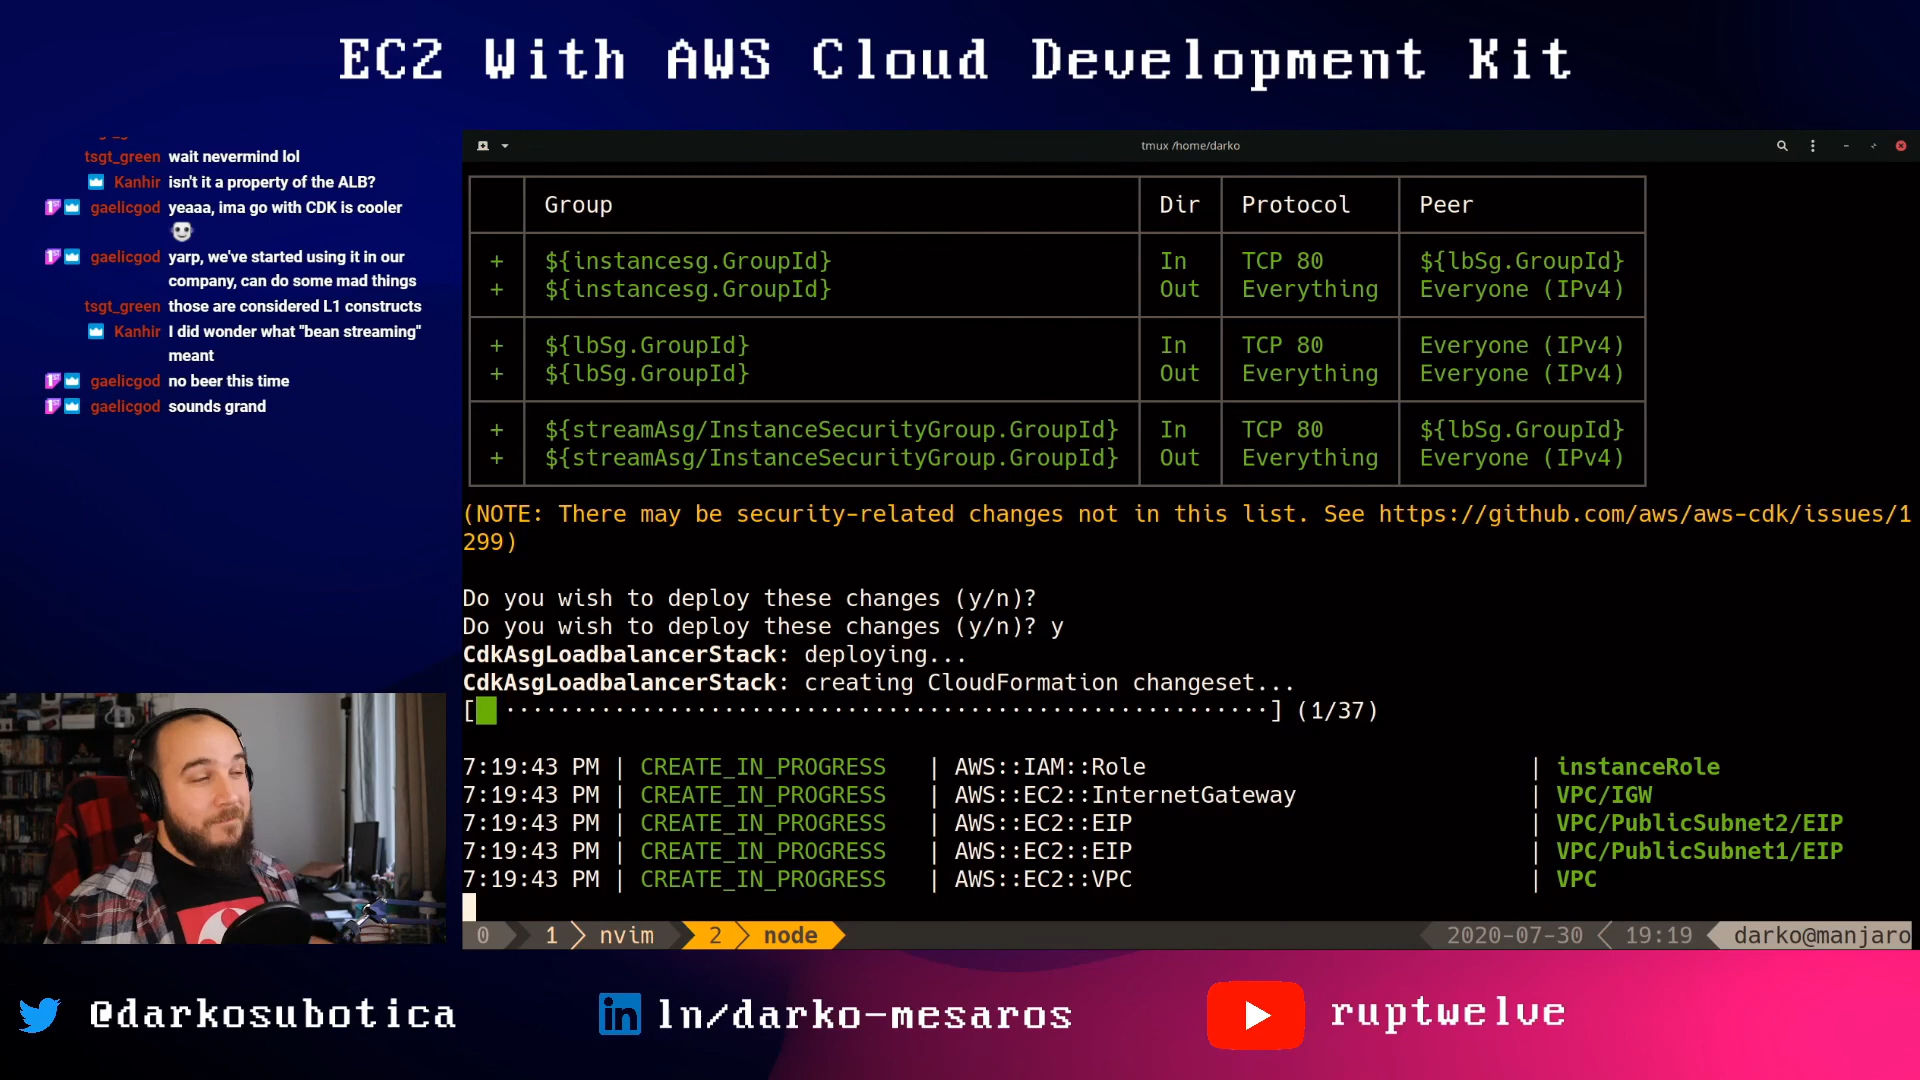 EC2 With AWS Cloud Development Kit
tsgt_green wait nevermind lol
Kanhir isn't it a property of the ALB?
gaelicgod yeaaa, ima go with CDK is cooler
gaelicgod yarp, we've started using it in our
company, can do some mad things
tsgt_green those are considered L1 constructs
Kanhir I did wonder what "bean streaming"
meant
gaelicgod no beer this time
gaelicgod sounds grand
tmux /home/darko
Group Dir Protocol Peer
+ ${instancesg.GroupId} In TCP 80 ${lbSg.GroupId}
+ ${instancesg.GroupId} Out Everything Everyone (IPv4)
+ ${lbSg.GroupId} In TCP 80 Everyone (IPv4)
+ ${lbSg.GroupId} Out Everything Everyone (IPv4)
+ ${streamAsg/InstanceSecurityGroup.GroupId} In TCP 80 ${lbSg.GroupId}
+ ${streamAsg/InstanceSecurityGroup.GroupId} Out Everything Everyone (IPv4)
(NOTE: There may be security-related changes not in this list. See https://github.com/aws/aws-cdk/issues/1
299)
Do you wish to deploy these changes (y/n)?
Do you wish to deploy these changes (y/n)? y
CdkAsgLoadbalancerStack: deploying...
CdkAsgLoadbalancerStack: creating CloudFormation changeset...
[··························································] (1/37)
7:19:43 PM | CREATE_IN_PROGRESS | AWS::IAM::Role | instanceRole
7:19:43 PM | CREATE_IN_PROGRESS | AWS::EC2::InternetGateway | VPC/IGW
7:19:43 PM | CREATE_IN_PROGRESS | AWS::EC2::EIP | VPC/PublicSubnet2/EIP
7:19:43 PM | CREATE_IN_PROGRESS | AWS::EC2::EIP | VPC/PublicSubnet1/EIP
7:19:43 PM | CREATE_IN_PROGRESS | AWS::EC2::VPC | VPC
0 1 nvim 2 node 2020-07-30 19:19 darko@manjaro
@darkosubotica
in ln/darko-mesaros
ruptwelve